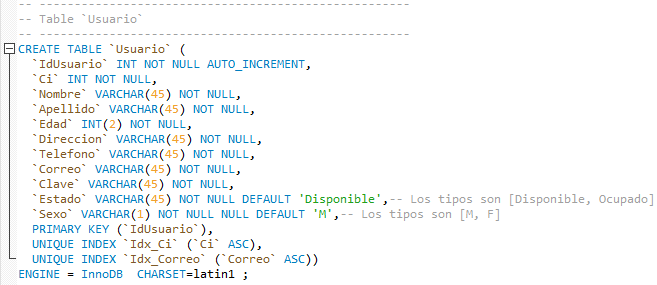 -- -----------------------------------------------------
-- Table `Usuario`
-- -----------------------------------------------------
CREATE TABLE `Usuario` (
  `IdUsuario` INT NOT NULL AUTO_INCREMENT,
  `Ci` INT NOT NULL,
  `Nombre` VARCHAR(45) NOT NULL,
  `Apellido` VARCHAR(45) NOT NULL,
  `Edad` INT(2) NOT NULL,
  `Direccion` VARCHAR(45) NOT NULL,
  `Telefono` VARCHAR(45) NOT NULL,
  `Correo` VARCHAR(45) NOT NULL,
  `Clave` VARCHAR(45) NOT NULL,
  `Estado` VARCHAR(45) NOT NULL DEFAULT 'Disponible',-- Los tipos son [Disponible, Ocupado]
  `Sexo` VARCHAR(1) NOT NULL NULL DEFAULT 'M',-- Los tipos son [M, F]
  PRIMARY KEY (`IdUsuario`),
  UNIQUE INDEX `Idx_Ci` (`Ci` ASC),
  UNIQUE INDEX `Idx_Correo` (`Correo` ASC))
ENGINE = InnoDB  CHARSET=latin1 ;